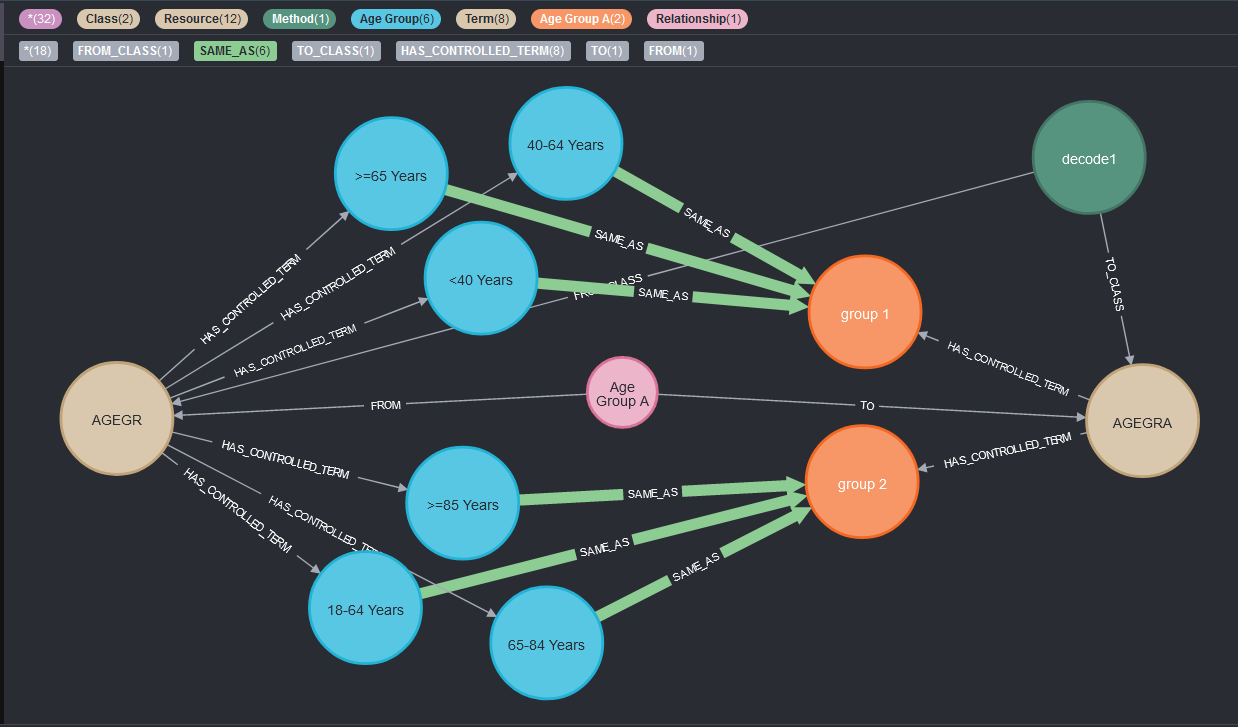 *(32) Class(2) Resource(12) Method(1) Age Group(6) Term(8) Age Group A(2) Relationship(1)
*(18) FROM_CLASS(1) SAME_AS(6) TO_CLASS(1) HAS_CONTROLLED_TERM(8) TO(1) FROM(1)
40-64 Years
decode1
>=65 Years
SAME_AS
SAME_AS
HAS_CONTROLLED_TERM
HAS_CONTROLLED_TERM
<40 Years
SAME_AS
TO_CLASS
group 1
HAS_CONTROLLED_TERM
HAS_CONTROLLED_TERM
Age
Group A
FROM
TO
AGEGR
AGEGRA
HAS_CONTROLLED_TERM
HAS_CONTROLLED_TERM
HAS_CONTROLLED_TERM
>=85 Years
SAME_AS
group 2
SAME_AS
SAME_AS
18-64 Years
65-84 Years